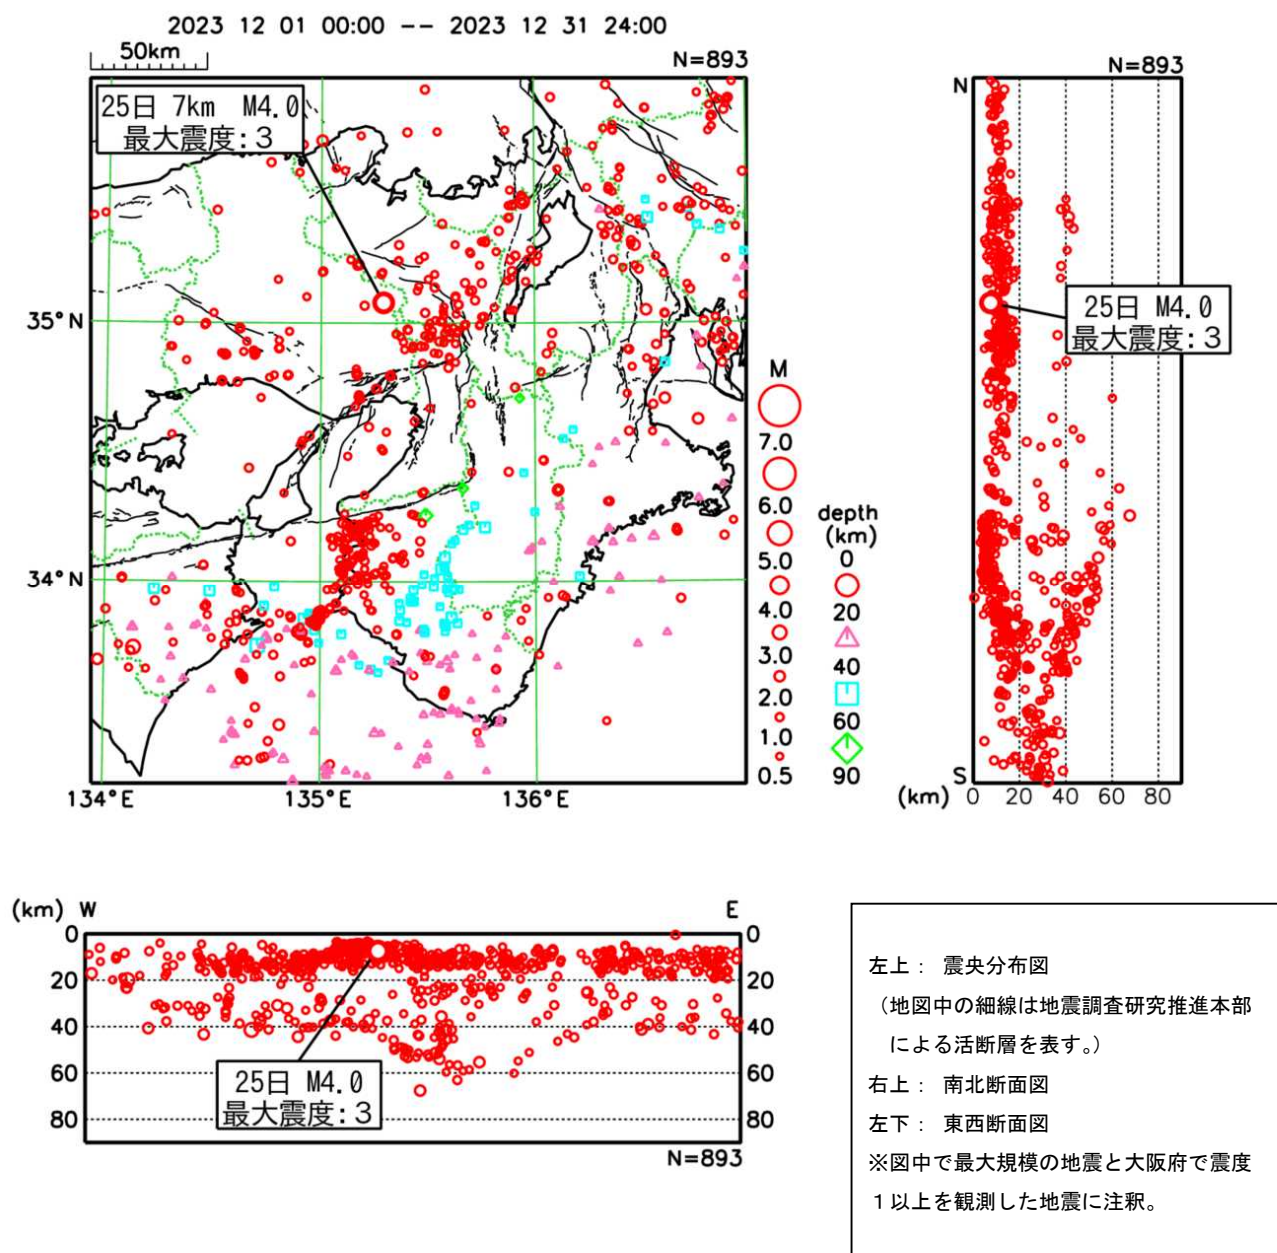 2023 12 01 00:00 -- 2023 12 31 24:00
50km
N=893
25日 7km M4.0
最大震度:3
35°N
34°N
134°E
135°E
136°E
M
7.0
6.0
5.0
4.0
3.0
2.0
1.0
0.5
depth
(km)
0
20
40
60
90
N=893
N
25日 M4.0
最大震度:3
S
(km) 0 20 40 60 80
(km) W
E
0
20
40
60
80
0
20
40
60
80
25日 M4.0
最大震度:3
N=893
左上： 震央分布図
（地図中の細線は地震調査研究推進本部
による活断層を表す。）
右上： 南北断面図
左下： 東西断面図
※図中で最大規模の地震と大阪府で震度
１以上を観測した地震に注釈。